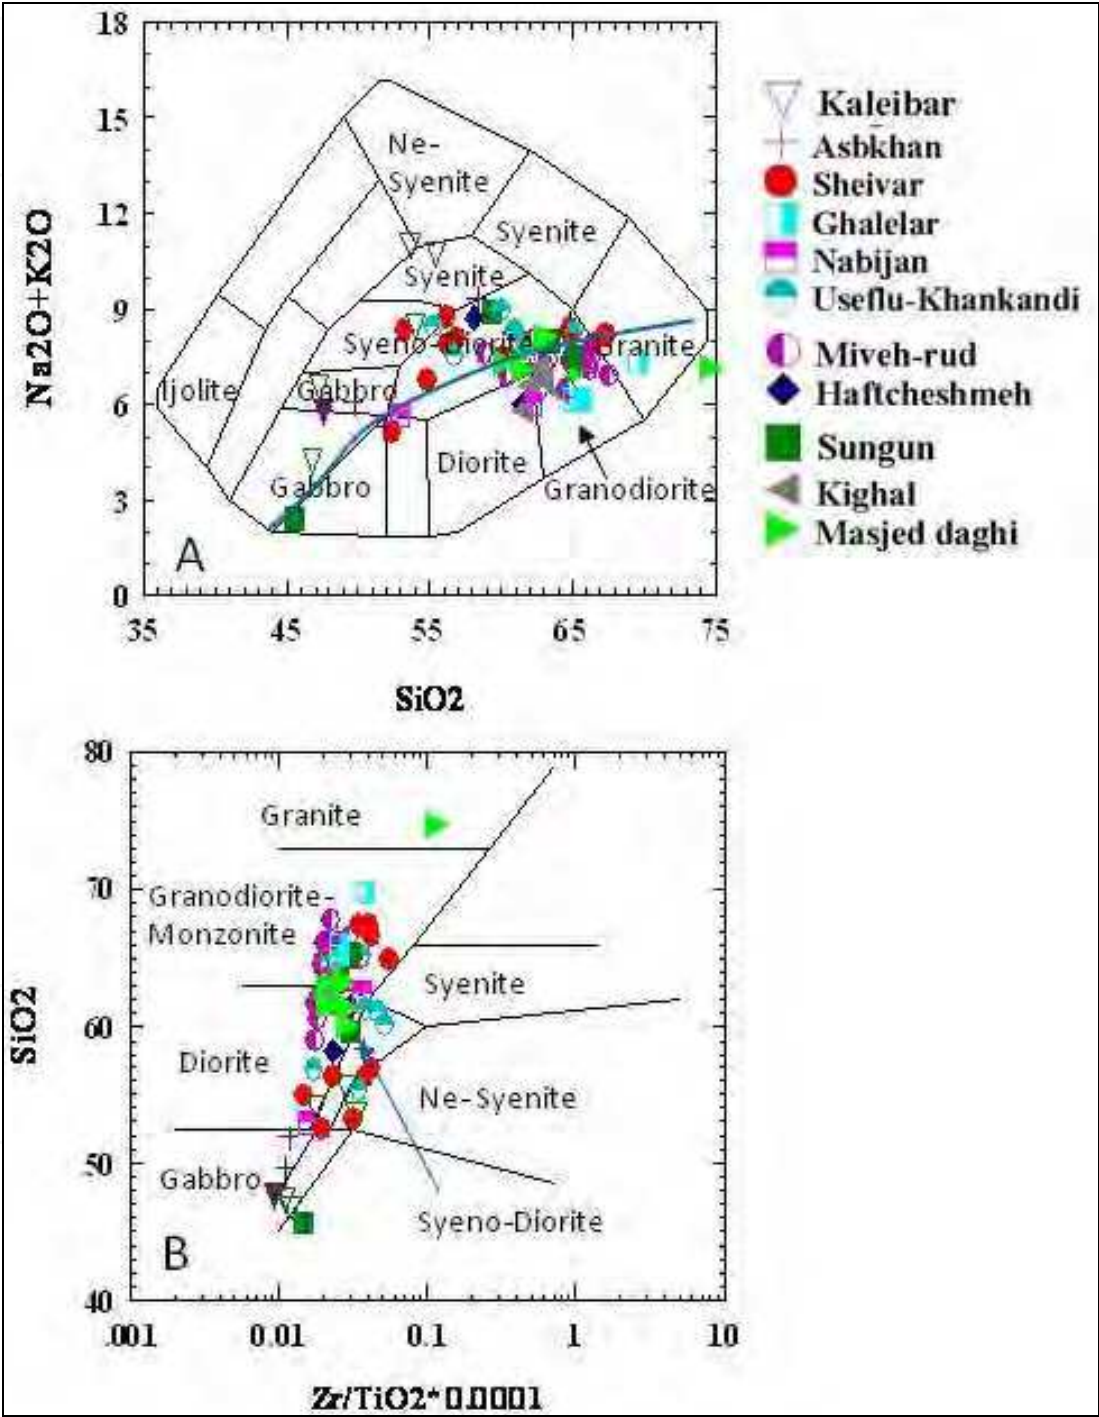 18
15
12
9
6
3
0
Na2O+K2O
35
45
55
65
75
SiO2
Ne-
Syenite
Syenite
Syenite
Syeno-Diorite
Granite
Ijolite
Gabbro
Diorite
Gabbro
Granodiorite
A
Kaleibar
Asbkhan
Sheivar
Ghalelar
Nabijan
Useflu-Khankandi
Miveh-rud
Haftcheshmeh
Sungun
Kighal
Masjed daghi
80
70
60
50
40
SiO2
Granite
Granodiorite-
Monzonite
Syenite
Diorite
Ne-Syenite
Gabbro
Syeno-Diorite
B
.001
0.01
0.1
1
10
Zr/TiO2*0.0001